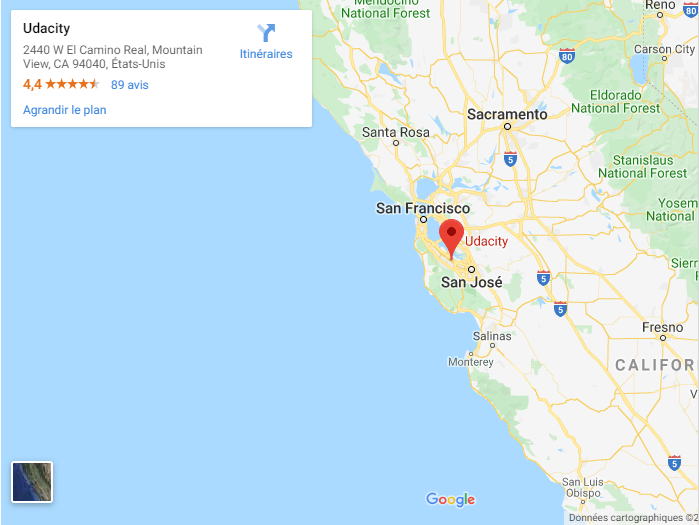 Udacity
2440 W El Camino Real, Mountain
View, CA 94040, États-Unis
4,4
89 avis
Agrandir le plan
Itinéraires
Mendocino
National Forest
Reno
80
80
Carson City
Eldorado
National Forest
Sacramento
Santa Rosa
5
Stanislaus
National Forest
Yosem
National
San Francisco
Udacity
Sierr
San José
5
5
Fresno
Salinas
Monterey
CALIFOR
V
5
San Luis
Obispo
Google
Données cartographiques ©2